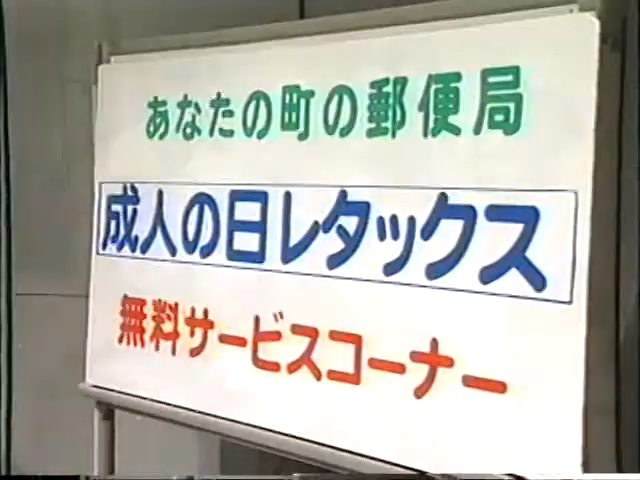 あなたの町の郵便局
成人の日レタックス
無料サービスコーナー